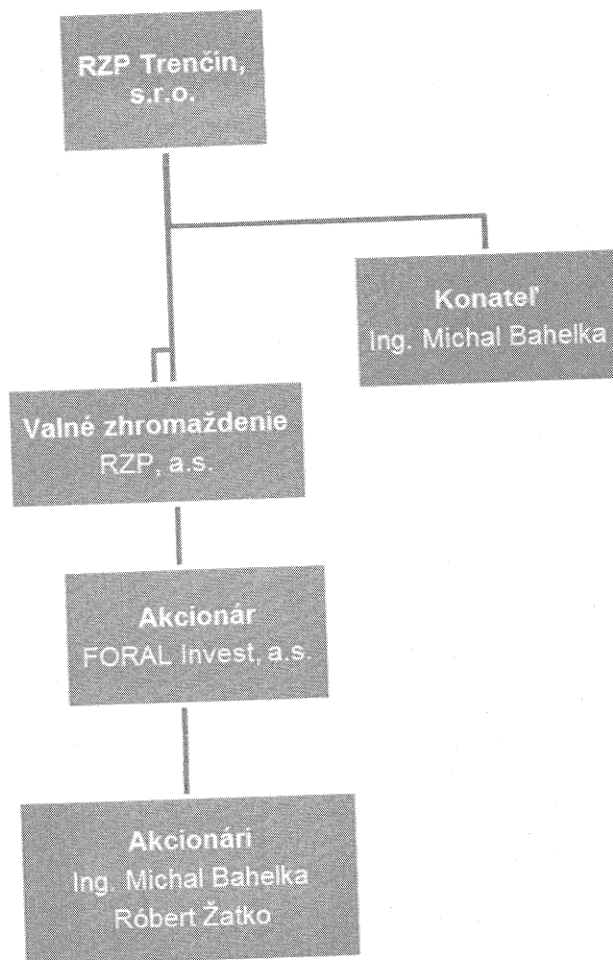 RZP Trenčín,
s.r.o.
Konateľ
Ing. Michal Bahelka
Valné zhromaždenie
RZP, a.s.
Akcionár
FORAL Invest, a.s.
Akcionári
Ing. Michal Bahelka
Róbert Žatko